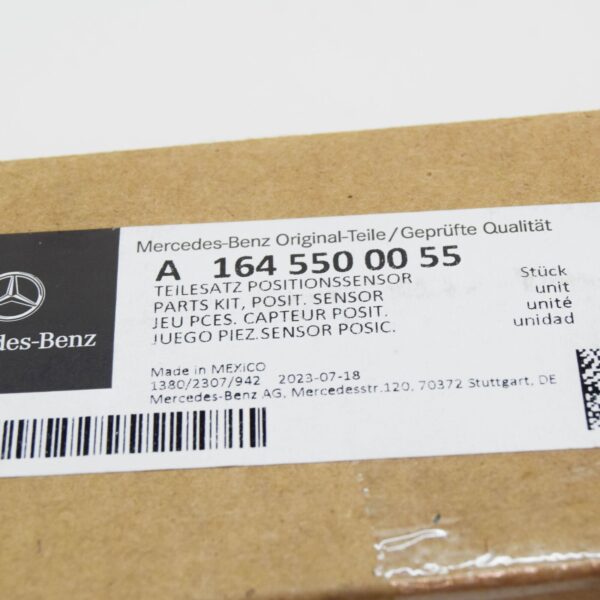 Mercedes-Benz Original-Teile/Geprüfte Qualität
A 164 550 00 55
TEILESATZ POSITIONSSENSOR
PARTS KIT, POSIT. SENSOR
JEU PCES. CAPTEUR POSIT.
JUEGO PIEZ.SENSOR POSIC.
Stück
unit
unité
unidad
des-Benz
Made in MEXICO
1380/2307/942 2023-07-18
Mercedes-Benz AG, Mercedesstr.120, 70372 Stuttgart, DE